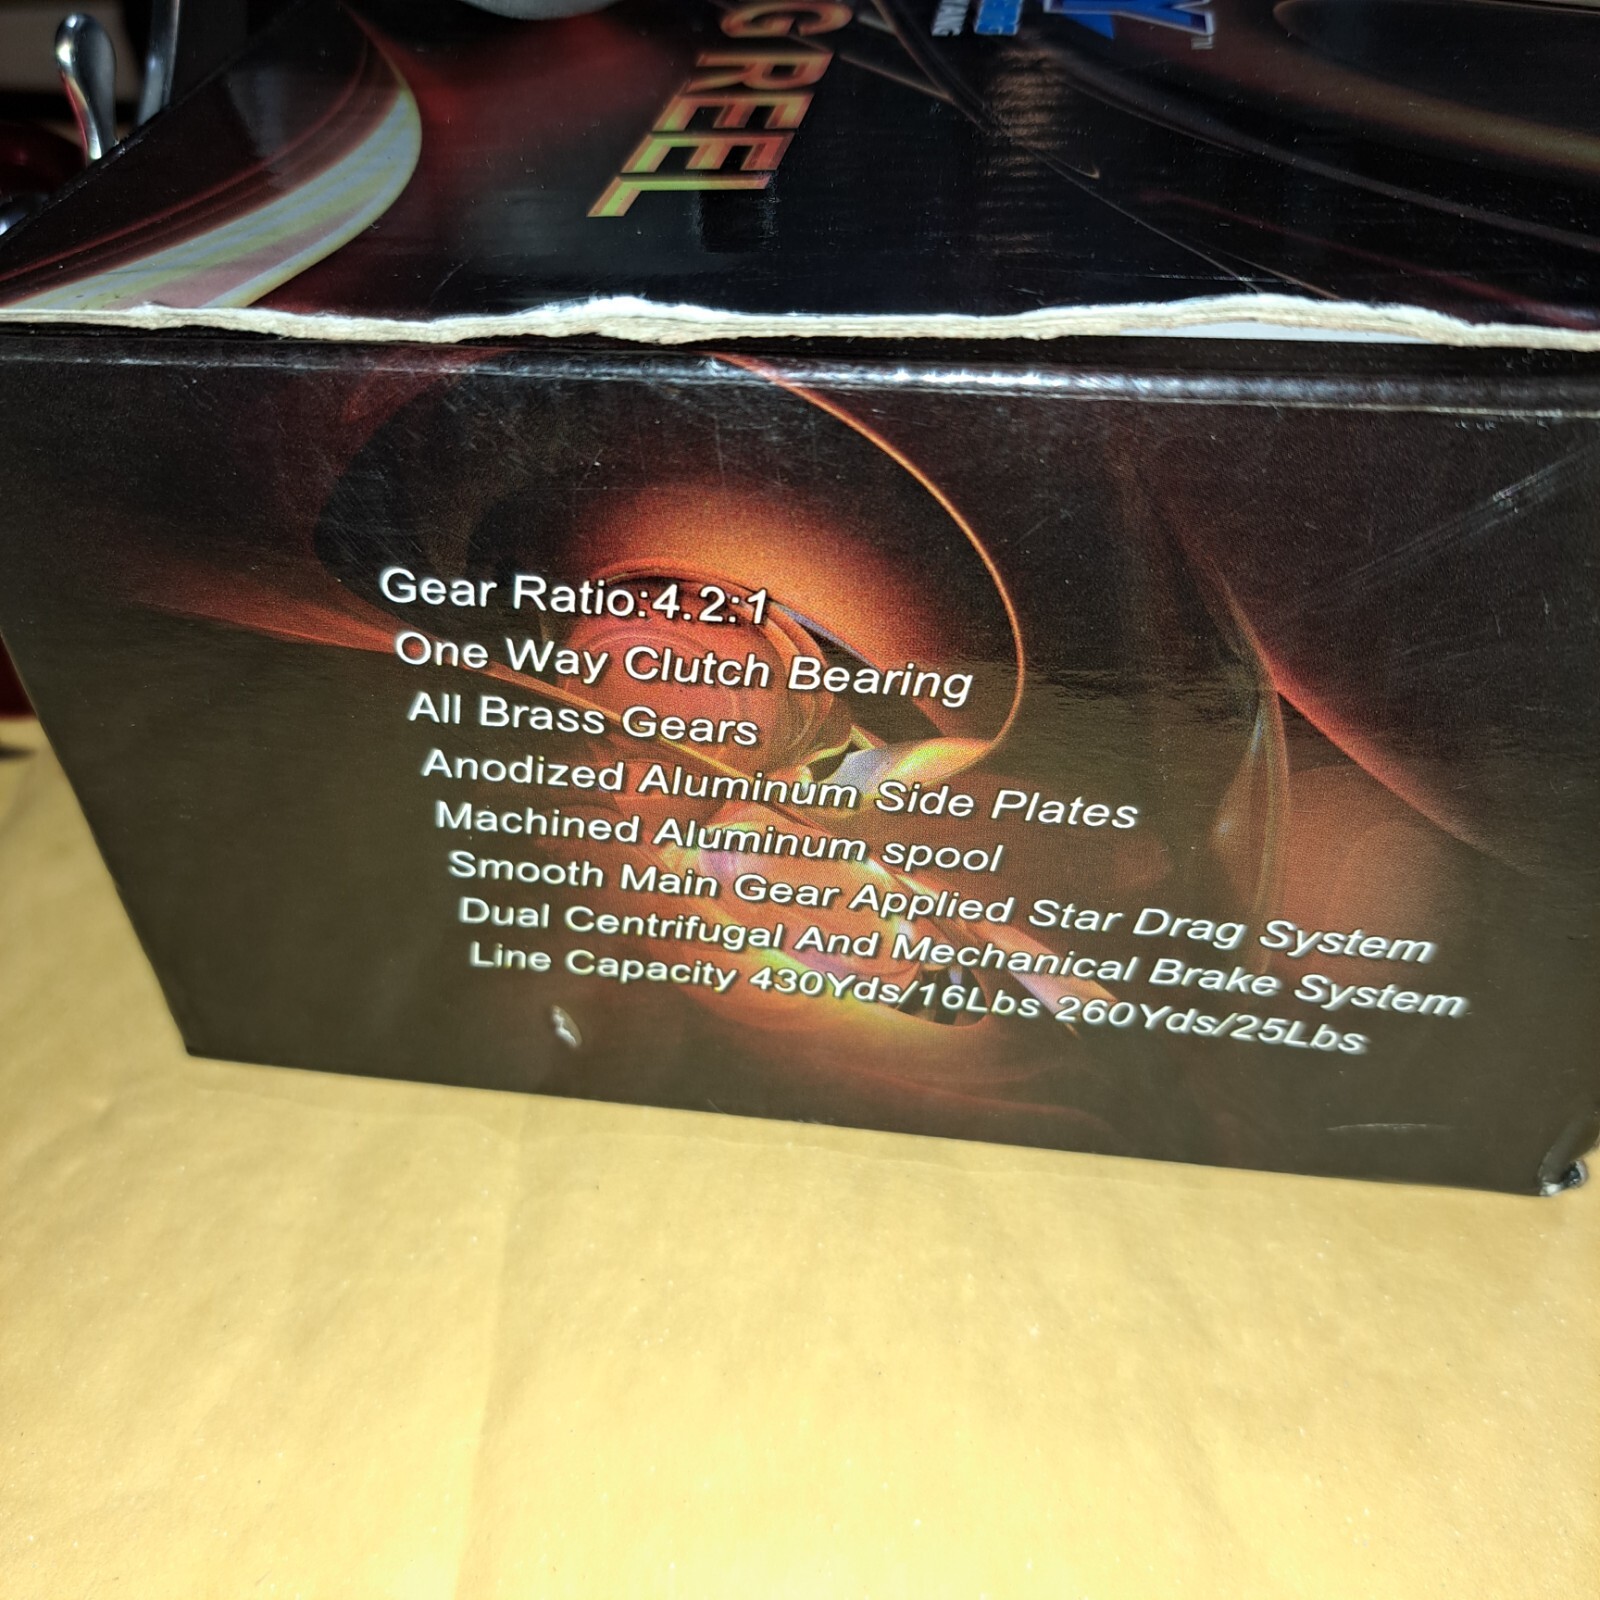 G REEL
Y™
Gear Ratio:4.2:1
One Way Clutch Bearing
All Brass Gears
Anodized Aluminum Side Plates
Machined Aluminum spool
Smooth Main Gear Applied Star Drag System
Dual Centrifugal And Mechanical Brake System
Line Capacity 430Yds/16Lbs 260Yds/25Lbs